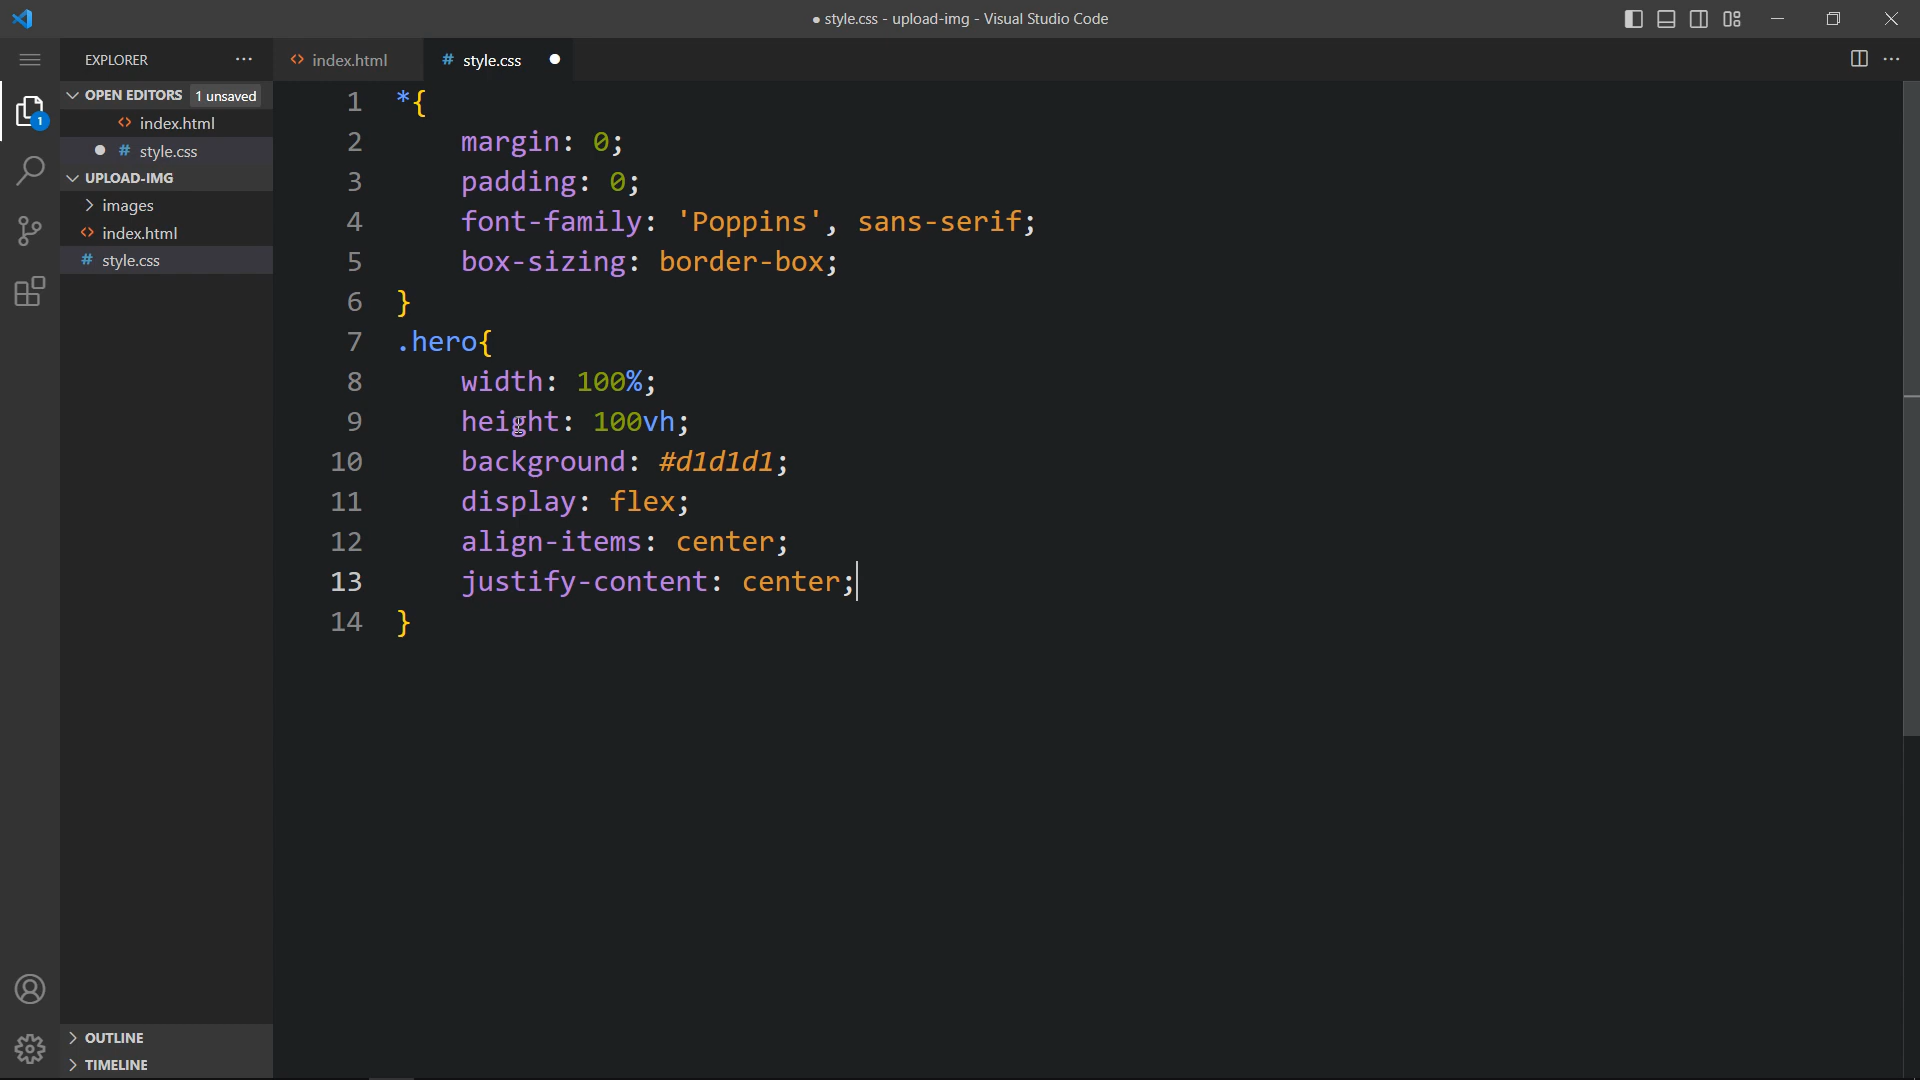 ● style.css - upload-img - Visual Studio Code
EXPLORER
index.html
# style.css
OPEN EDITORS 1 unsaved
<> index.html
● # style.css
UPLOAD-IMG
> images
<> index.html
# style.css
1
1 *{
2 margin: 0;
3 padding: 0;
4 font-family: 'Poppins', sans-serif;
5 box-sizing: border-box;
6 }
7 .hero{
8 width: 100%;
9 height: 100vh;
10 background: #d1d1d1;
11 display: flex;
12 align-items: center;
13 justify-content: center;
14 }
OUTLINE
TIMELINE